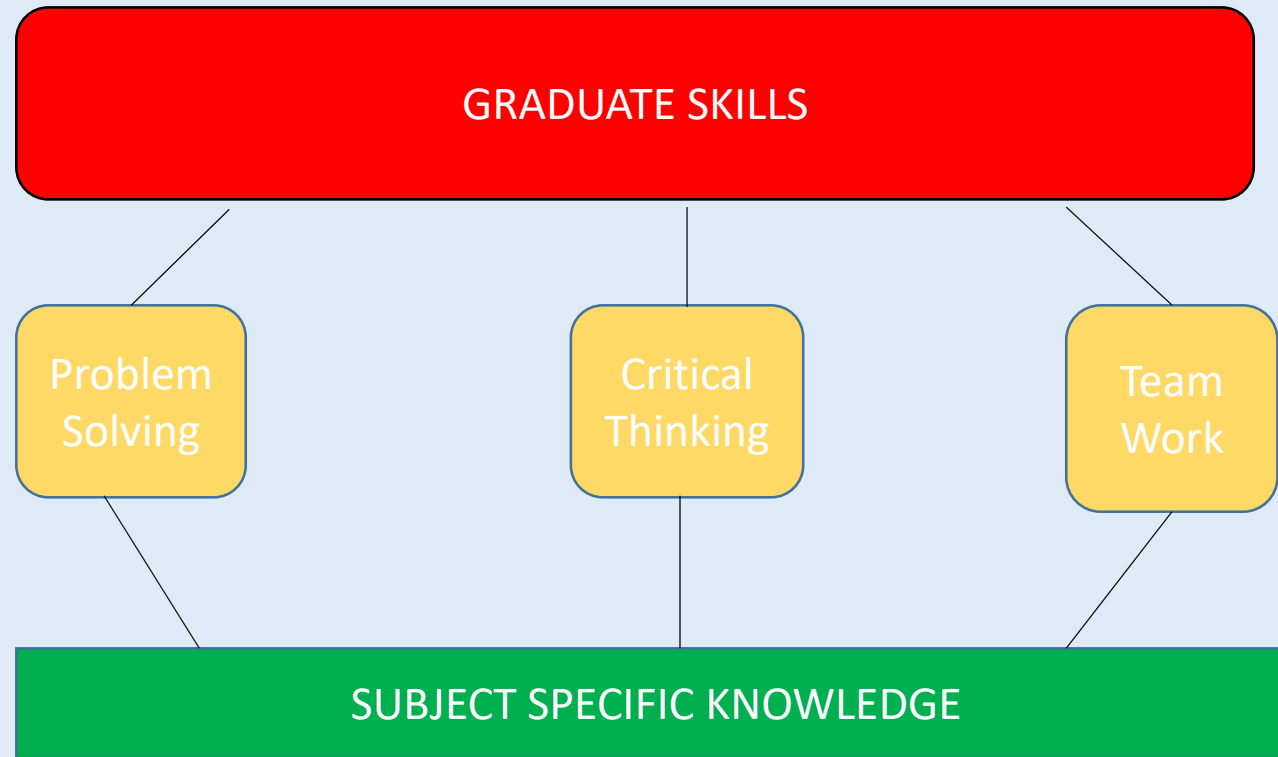 GRADUATE SKILLS
Problem
Solving
Critical
Thinking
Team
Work
SUBJECT SPECIFIC KNOWLEDGE